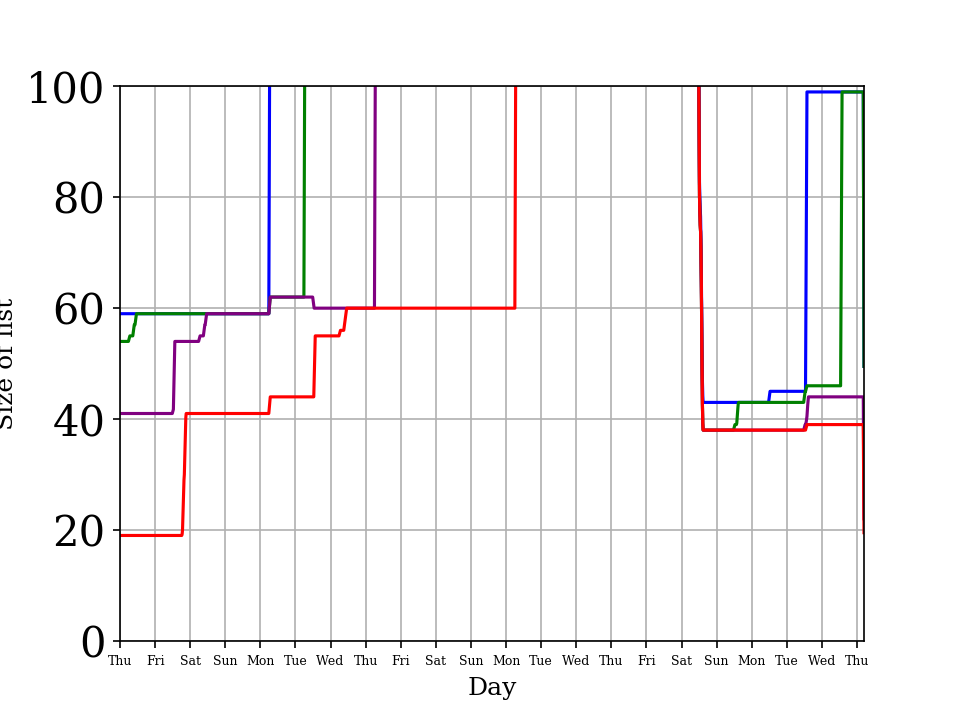 100
80
60
40
20
0
Size of list
Thu Fri Sat Sun Mon Tue Wed Thu Fri Sat Sun Mon Tue Wed Thu Fri Sat Sun Mon Tue Wed Thu
Day